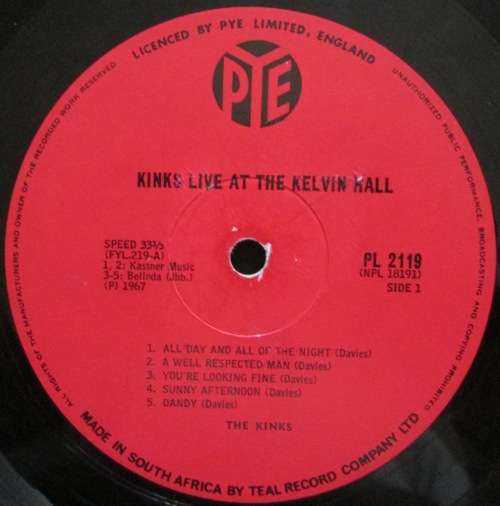 LICENCED BY PYE LIMITED, ENGLAND
UNAUTHORIZED PUBLIC PERFORMANCE, BROADCASTING AND COPYING PROHIBITED
ALL RIGHTS OF THE MANUFACTURERS AND OWNER OF THE RECORDED WORK RESERVED
PYE
KINKS LIVE AT THE KELVIN HALL
SPEED 33⅓
(FYL.219-A)
1, 2: Kassner Music
3-5: Belinda (Jhb.)
(P) 1967
PL 2119
(NPL 18191)
SIDE 1
1. ALL DAY AND ALL OF THE NIGHT (Davies)
2. A WELL RESPECTED MAN (Davies)
3. YOU'RE LOOKING FINE (Davies)
4. SUNNY AFTERNOON (Davies)
5. DANDY (Davies)
THE KINKS
MADE IN SOUTH AFRICA BY TEAL RECORD COMPANY LTD